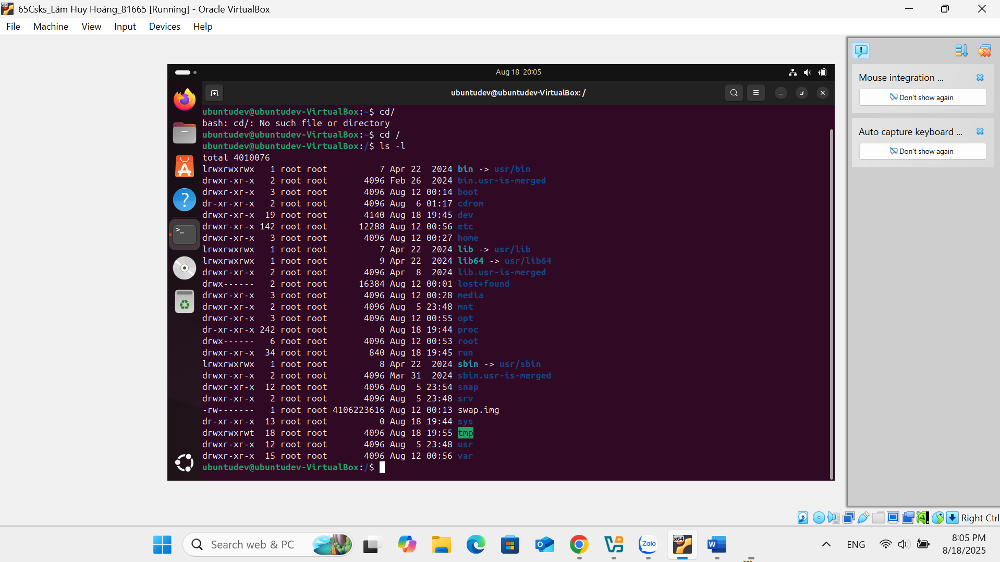 65Csks_Lâm Huy Hoàng_81665 [Running] - Oracle VirtualBox
File Machine View Input Devices Help
Aug 18 20:05
ubuntudev@ubuntudev-VirtualBox: /
ubuntudev@ubuntudev-VirtualBox:~$ cd/
bash: cd/: No such file or directory
ubuntudev@ubuntudev-VirtualBox:~$ cd /
ubuntudev@ubuntudev-VirtualBox:/$ ls -l
total 4010076
lrwxrwxrwx   1 root root          7 Apr 22  2024 bin -> usr/bin
drwxr-xr-x   2 root root       4096 Feb 26  2024 bin.usr-is-merged
drwxr-xr-x   3 root root       4096 Aug 12 00:14 boot
dr-xr-xr-x   2 root root       4096 Aug  6 01:17 cdrom
drwxr-xr-x  19 root root       4140 Aug 18 19:45 dev
drwxr-xr-x 142 root root      12288 Aug 12 00:56 etc
drwxr-xr-x   3 root root       4096 Aug 12 00:27 home
lrwxrwxrwx   1 root root          7 Apr 22  2024 lib -> usr/lib
lrwxrwxrwx   1 root root          9 Apr 22  2024 lib64 -> usr/lib64
drwxr-xr-x   2 root root       4096 Apr  8  2024 lib.usr-is-merged
drwx------   2 root root      16384 Aug 12 00:01 lost+found
drwxr-xr-x   3 root root       4096 Aug 12 00:28 media
drwxr-xr-x   2 root root       4096 Aug  5 23:48 mnt
drwxr-xr-x   3 root root       4096 Aug 12 00:55 opt
dr-xr-xr-x 242 root root          0 Aug 18 19:44 proc
drwx------   6 root root       4096 Aug 12 00:53 root
drwxr-xr-x  34 root root        840 Aug 18 19:45 run
lrwxrwxrwx   1 root root          8 Apr 22  2024 sbin -> usr/sbin
drwxr-xr-x   2 root root       4096 Mar 31  2024 sbin.usr-is-merged
drwxr-xr-x  12 root root       4096 Aug  5 23:54 snap
drwxr-xr-x   2 root root       4096 Aug  5 23:48 srv
-rw-------   1 root root 4106223616 Aug 12 00:13 swap.img
dr-xr-xr-x  13 root root          0 Aug 18 19:44 sys
drwxrwxrwt  18 root root       4096 Aug 18 19:55 tmp
drwxr-xr-x  12 root root       4096 Aug  5 23:48 usr
drwxr-xr-x  15 root root       4096 Aug 12 00:56 var
ubuntudev@ubuntudev-VirtualBox:/$
Mouse integration ...
Don't show again
Auto capture keyboard ...
Don't show again
Right Ctrl
Search web & PC
Zalo
x64
W
ENG
8:05 PM
8/18/2025